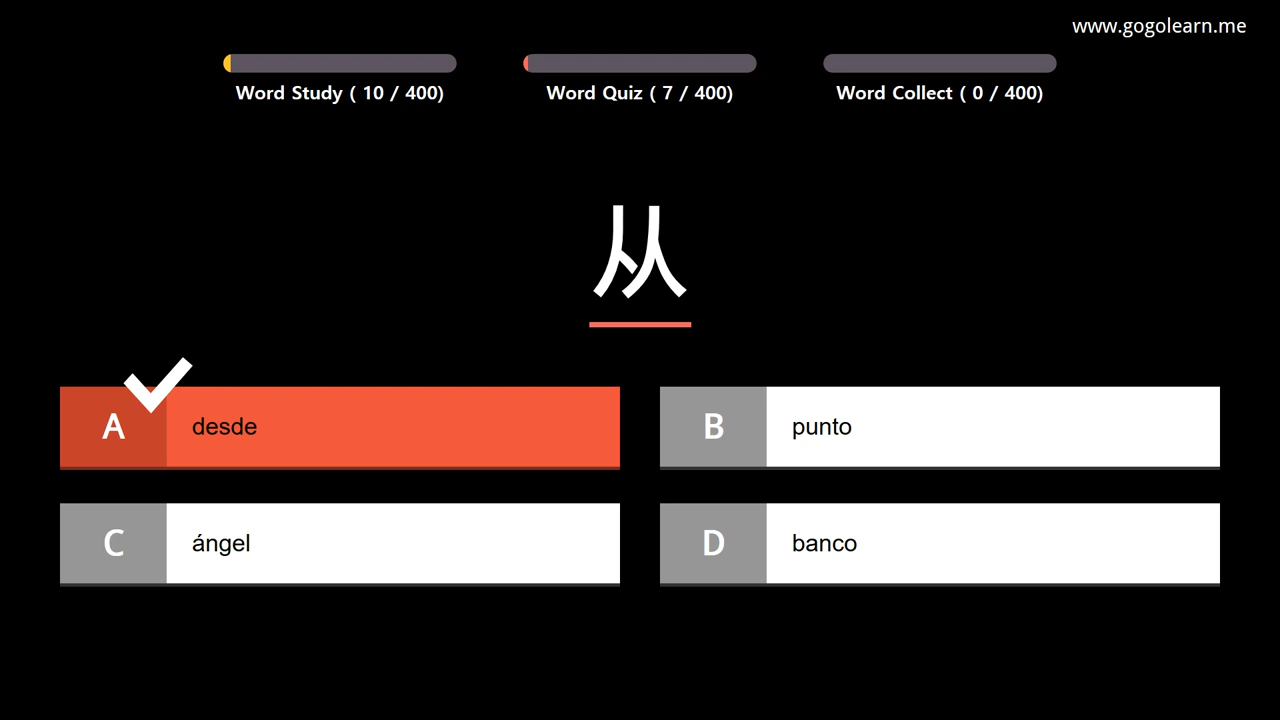 www.gogolearn.me
Word Study ( 10 / 400)
Word Quiz ( 7 / 400)
Word Collect ( 0 / 400)
从
A desde
B punto
C ángel
D banco